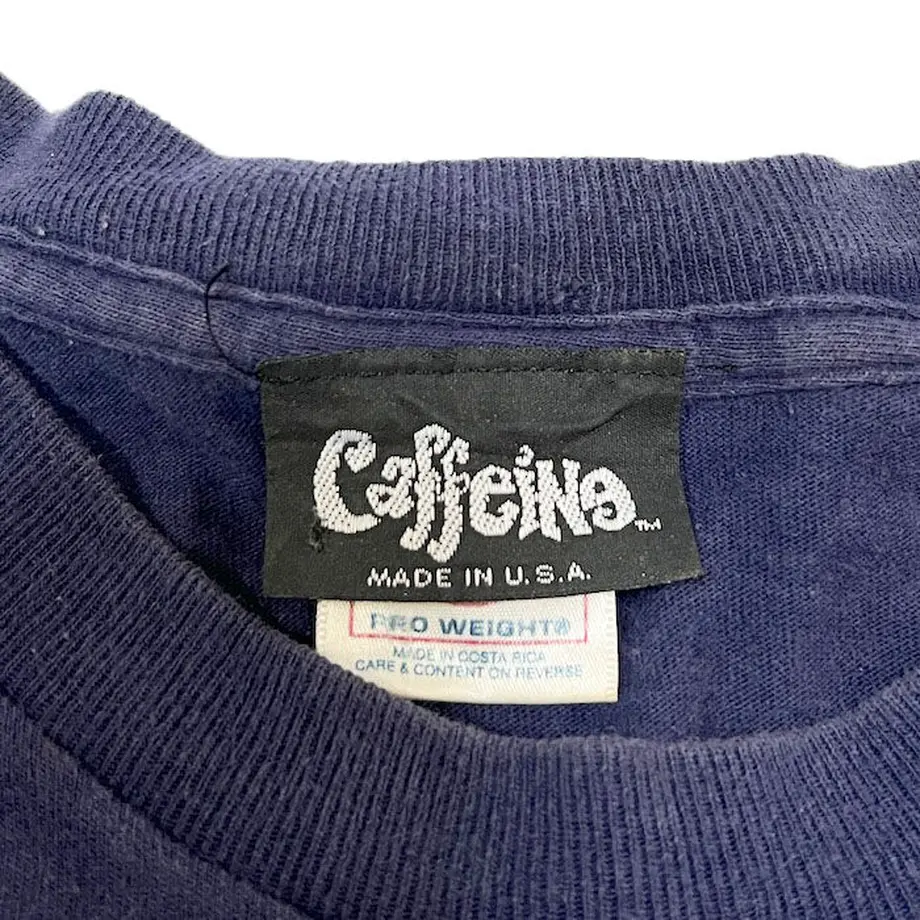 Caffeine™
MADE IN U.S.A.
PRO WEIGHT®
MADE IN COSTA RICA
CARE & CONTENT ON REVERSE